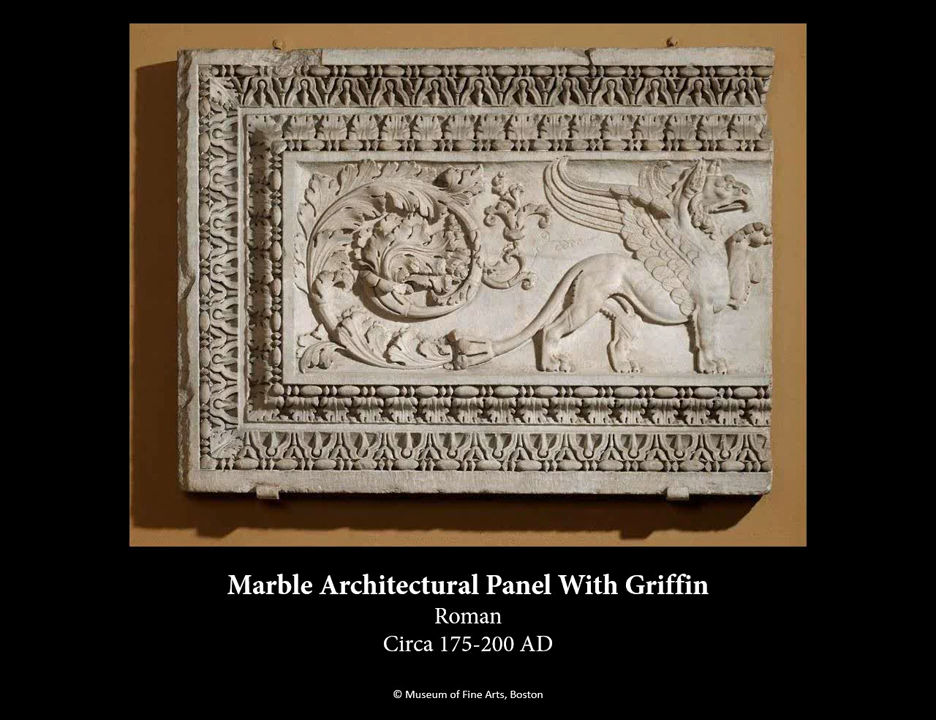 Marble Architectural Panel With Griffin
Roman
Circa 175-200 AD
© Museum of Fine Arts, Boston